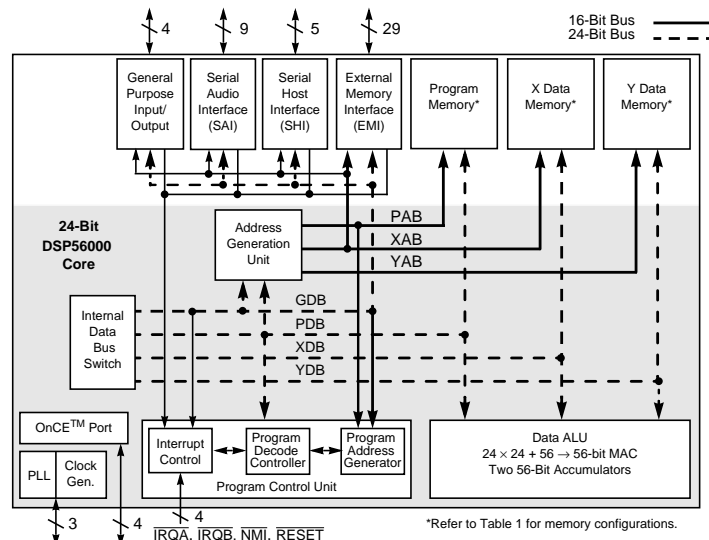 4
9
5
29
16-Bit Bus
24-Bit Bus
General
Purpose
Input/
Output
Serial
Audio
Interface
(SAI)
Serial
Host
Interface
(SHI)
External
Memory
Interface
(EMI)
Program
Memory*
X Data
Memory*
Y Data
Memory*
24-Bit
DSP56000
Core
Address
Generation
Unit
PAB
XAB
YAB
Internal
Data
Bus
Switch
GDB
PDB
XDB
YDB
OnCE™ Port
PLL
Clock
Gen.
Interrupt
Control
Program
Decode
Controller
Program
Address
Generator
Program Control Unit
Data ALU
24 × 24 + 56 → 56-bit MAC
Two 56-Bit Accumulators
3
4
4
IRQA, IRQB, NMI, RESET
*Refer to Table 1 for memory configurations.